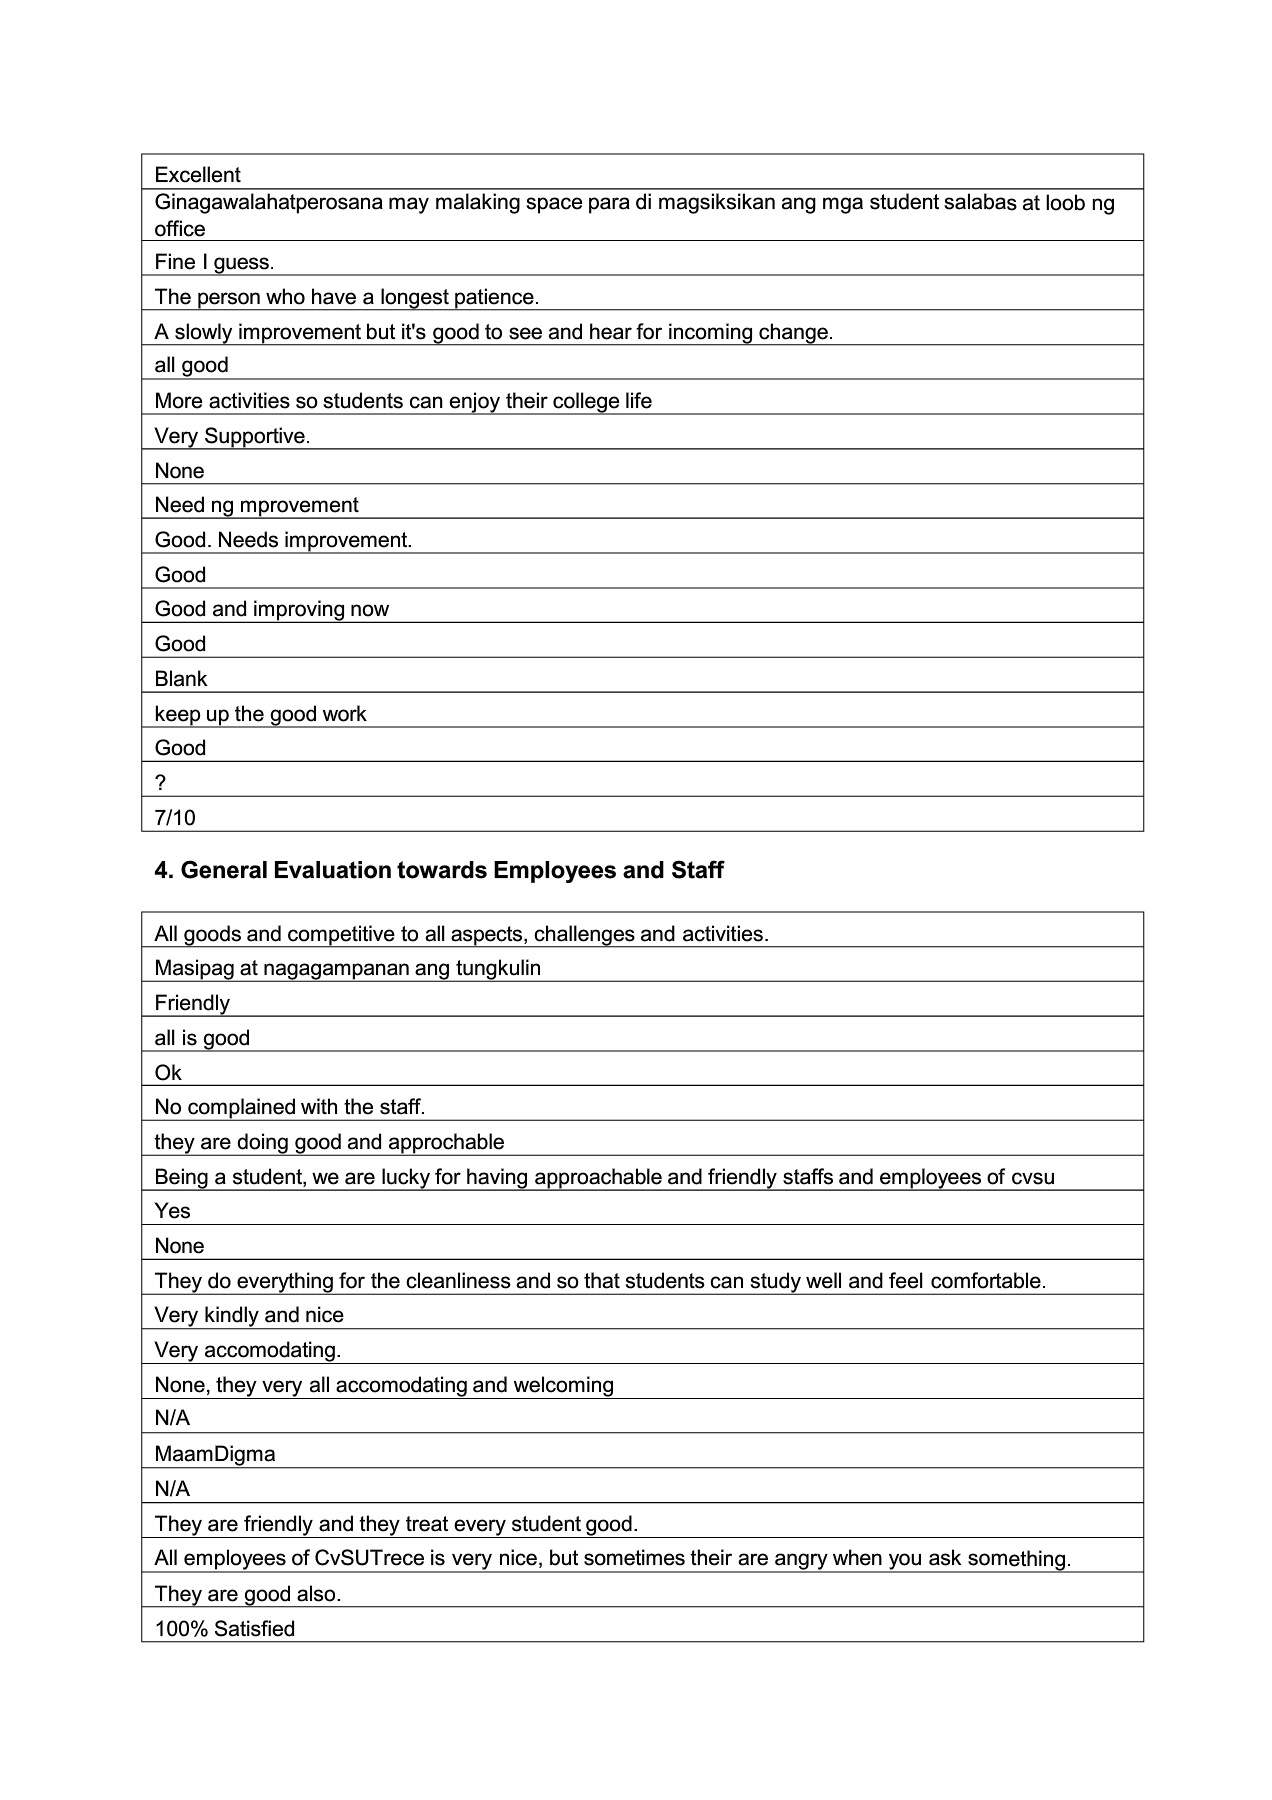 Excellent
Ginagawalahatperosana may malaking space para di magsiksikan ang mga student salabas at loob ng
office
Fine I guess.
The person who have a longest patience.
A slowly improvement but it's good to see and hear for incoming change.
all good
More activities so students can enjoy their college life
Very Supportive.
None
Need ng mprovement
Good. Needs improvement.
Good
Good and improving now
Good
Blank
keep up the good work
Good
?
7/10
4. General Evaluation towards Employees and Staff
All goods and competitive to all aspects, challenges and activities.
Masipag at nagagampanan ang tungkulin
Friendly
all is good
Ok
No complained with the staff.
they are doing good and approchable
Being a student, we are lucky for having approachable and friendly staffs and employees of cvsu
Yes
None
They do everything for the cleanliness and so that students can study well and feel comfortable.
Very kindly and nice
Very accomodating.
None, they very all accomodating and welcoming
N/A
MaamDigma
N/A
They are friendly and they treat every student good.
All employees of CvSUTrece is very nice, but sometimes their are angry when you ask something.
They are good also.
100% Satisfied